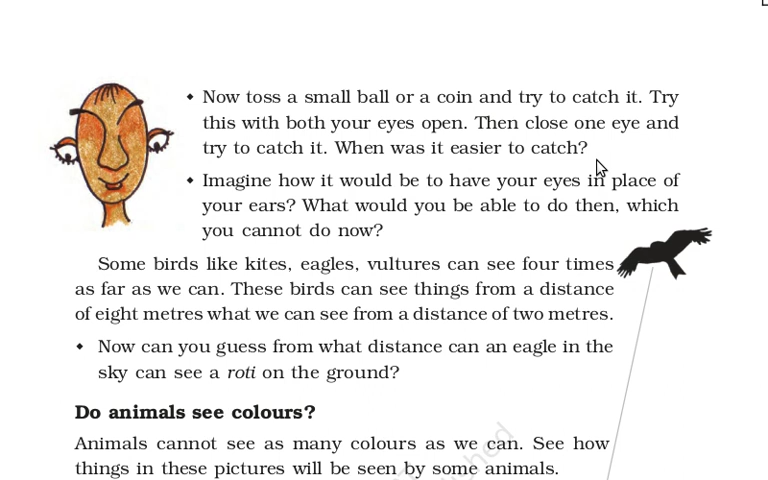 ⬥ Now toss a small ball or a coin and try to catch it. Try
this with both your eyes open. Then close one eye and
try to catch it. When was it easier to catch?
⬥ Imagine how it would be to have your eyes in place of
your ears? What would you be able to do then, which
you cannot do now?
Some birds like kites, eagles, vultures can see four times
as far as we can. These birds can see things from a distance
of eight metres what we can see from a distance of two metres.
⬥ Now can you guess from what distance can an eagle in the
sky can see a roti on the ground?
Do animals see colours?
Animals cannot see as many colours as we can. See how
things in these pictures will be seen by some animals.